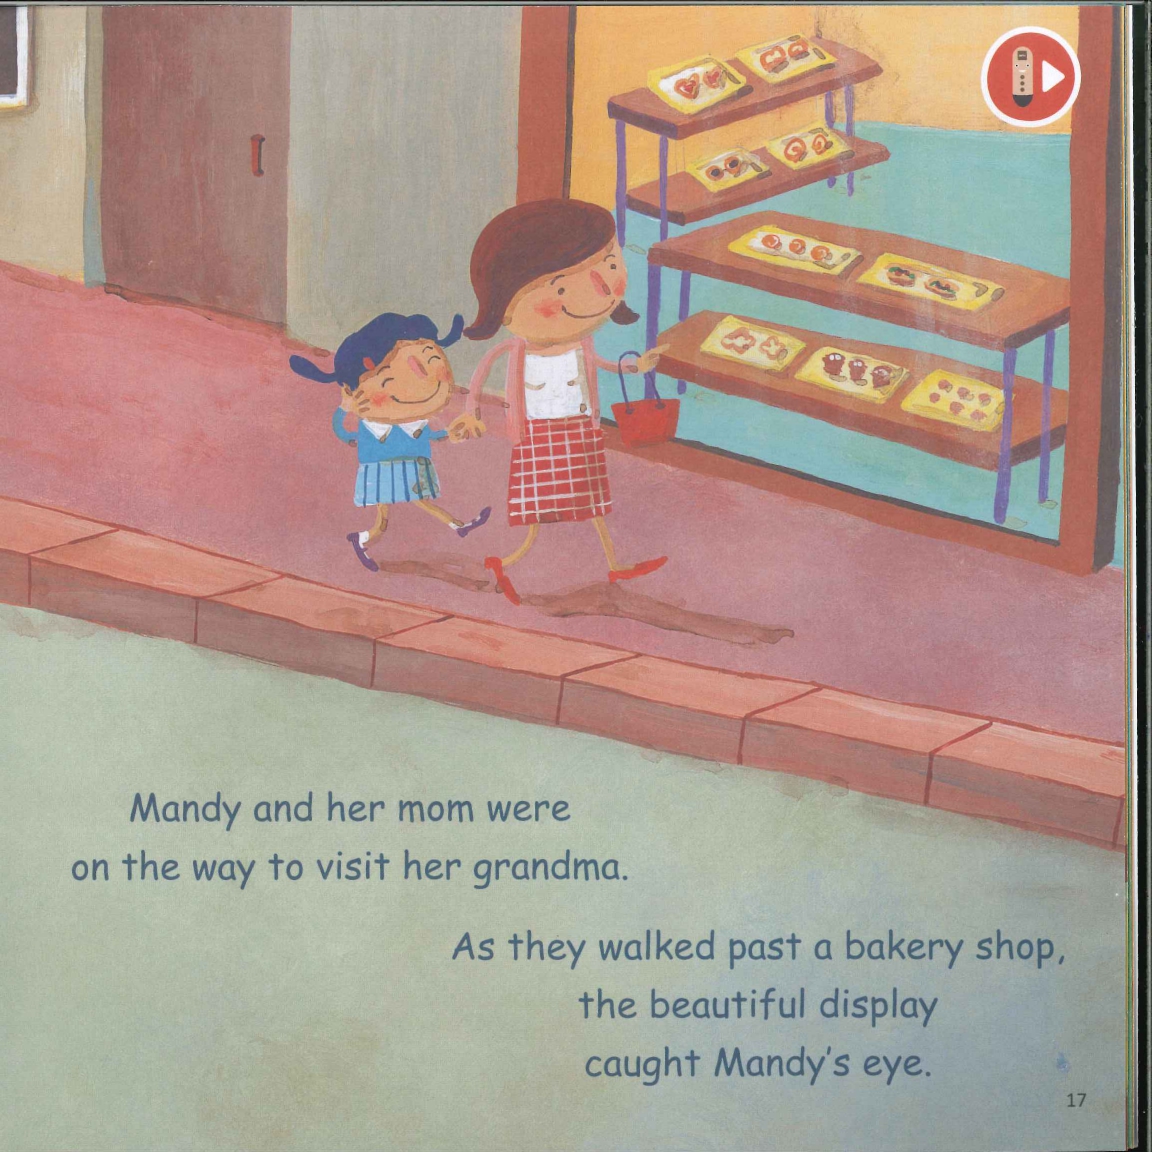 Mandy and her mom were
on the way to visit her grandma.
As they walked past a bakery shop,
the beautiful display
caught Mandy's eye.
17